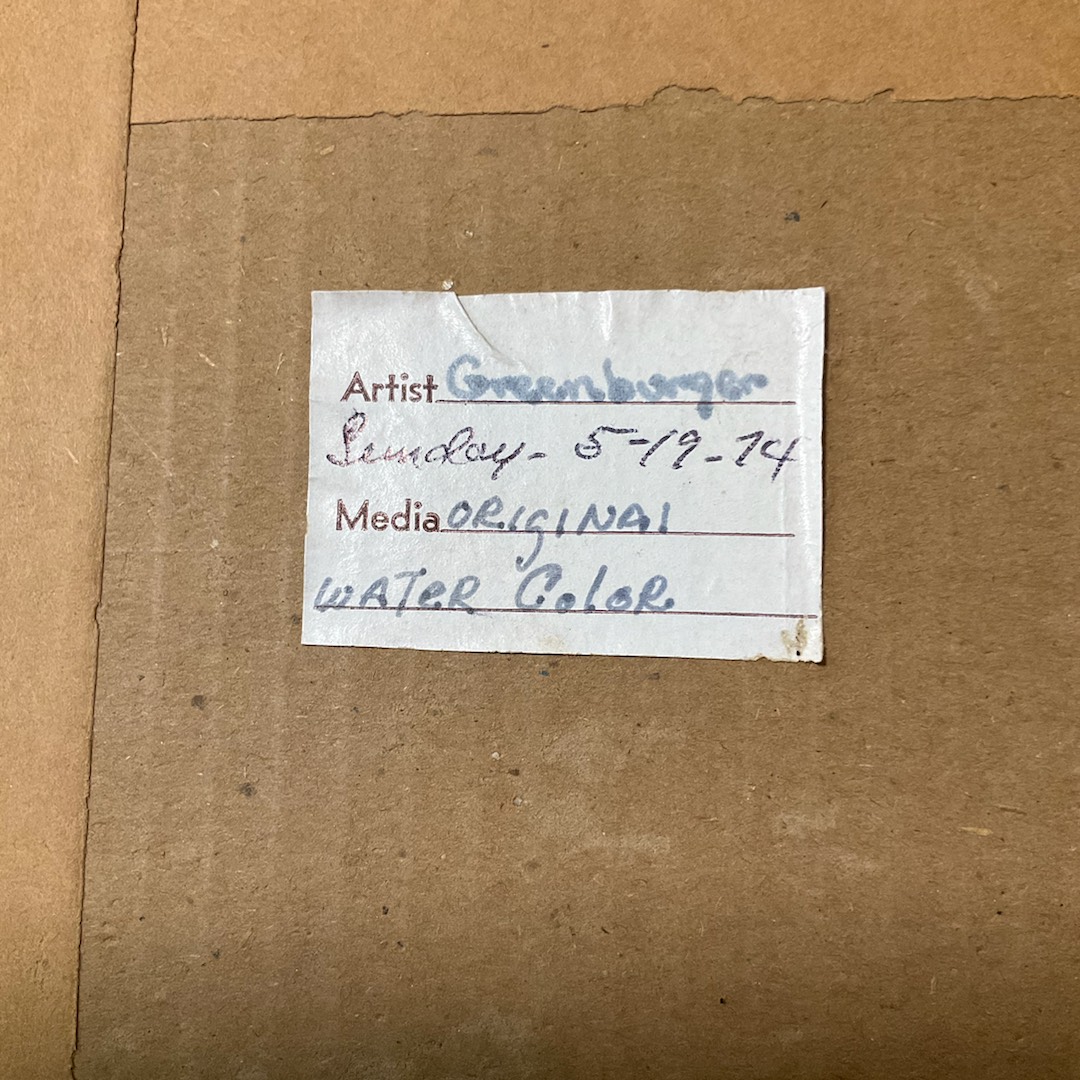 Artist Greenburger
Sunday - 5-19-74
Media ORIgINAl
WATeR ColoR